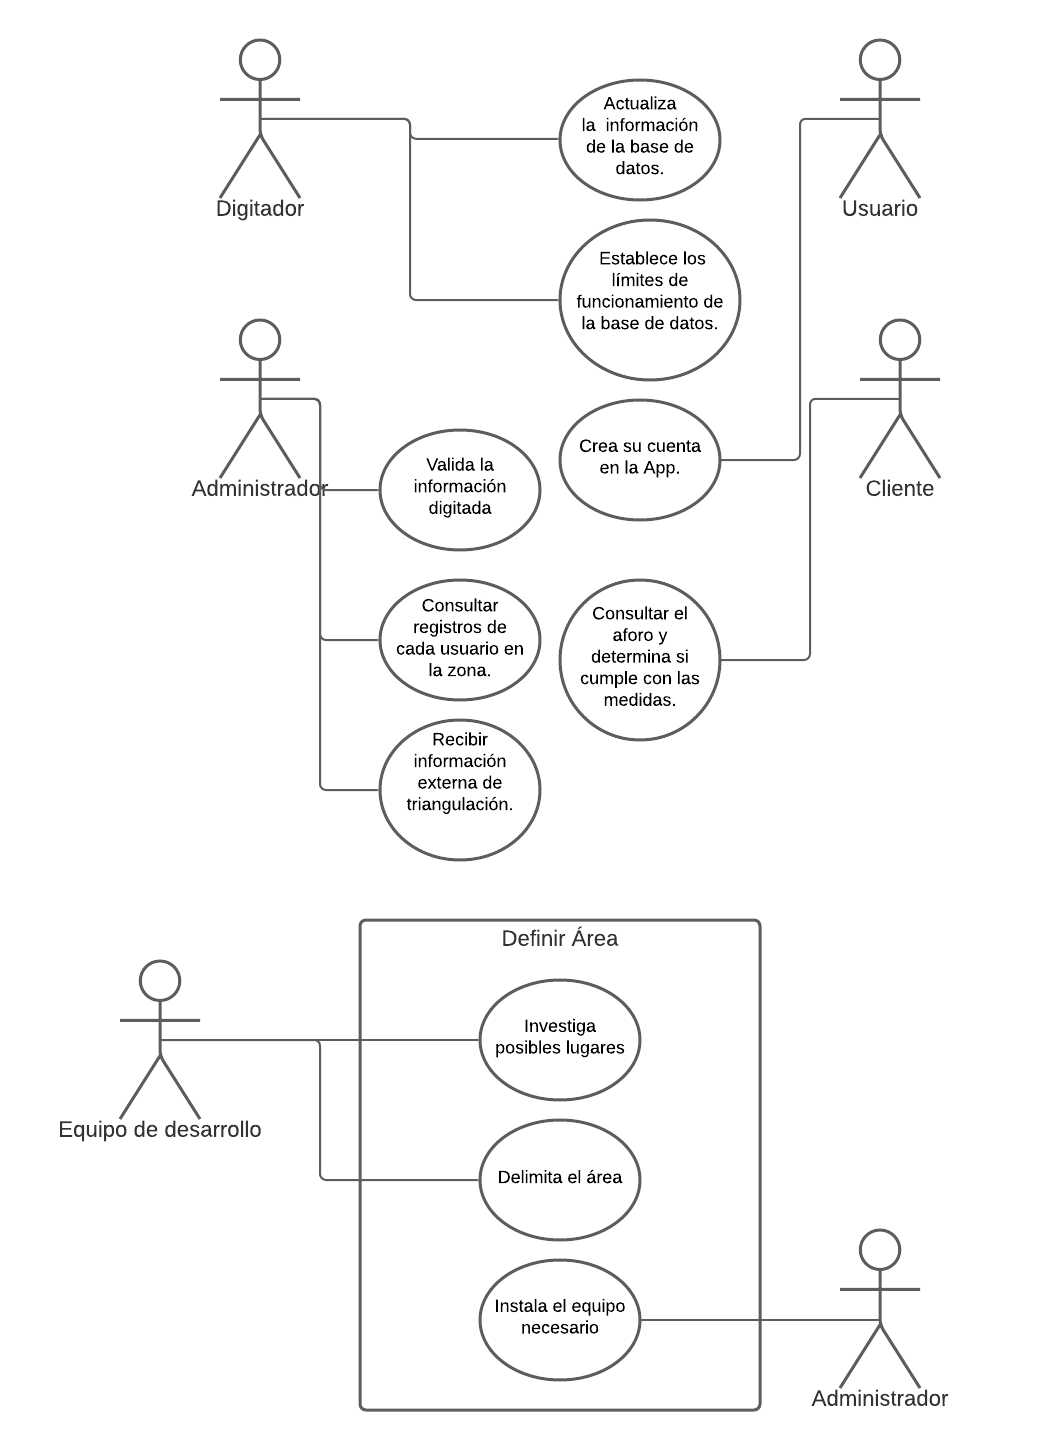 Actualiza
la  información
de la base de
datos.
Digitador
Usuario
Establece los
límites de
funcionamiento de
la base de datos.
Crea su cuenta
en la App.
Valida la
información
digitada
Administrador
Cliente
Consultar
registros de
cada usuario en
la zona.
Consultar el
aforo y
determina si
cumple con las
medidas.
Recibir
información
externa de
triangulación.
Definir Área
Investiga
posibles lugares
Equipo de desarrollo
Delimita el área
Instala el equipo
necesario
Administrador